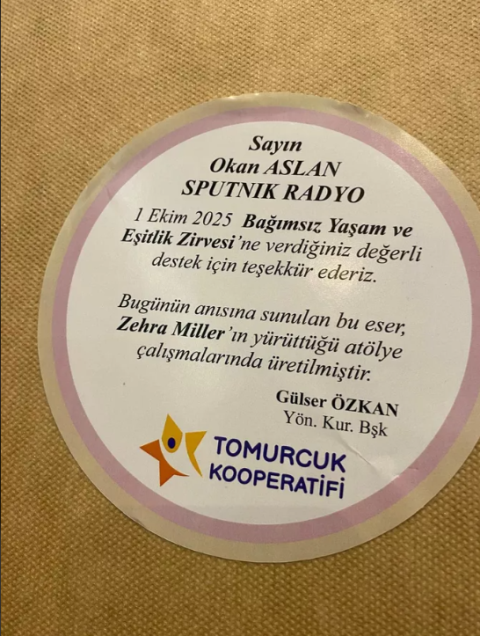 Sayın
Okan ASLAN
SPUTNIK RADYO
1 Ekim 2025 Bağımsız Yaşam ve
Eşitlik Zirvesi'ne verdiğiniz değerli
destek için teşekkür ederiz.
Bugünün anısına sunulan bu eser,
Zehra Miller'ın yürüttüğü atölye
çalışmalarında üretilmiştir.
Gülser ÖZKAN
Yön. Kur. Bşk
TOMURCUK
KOOPERATİFİ